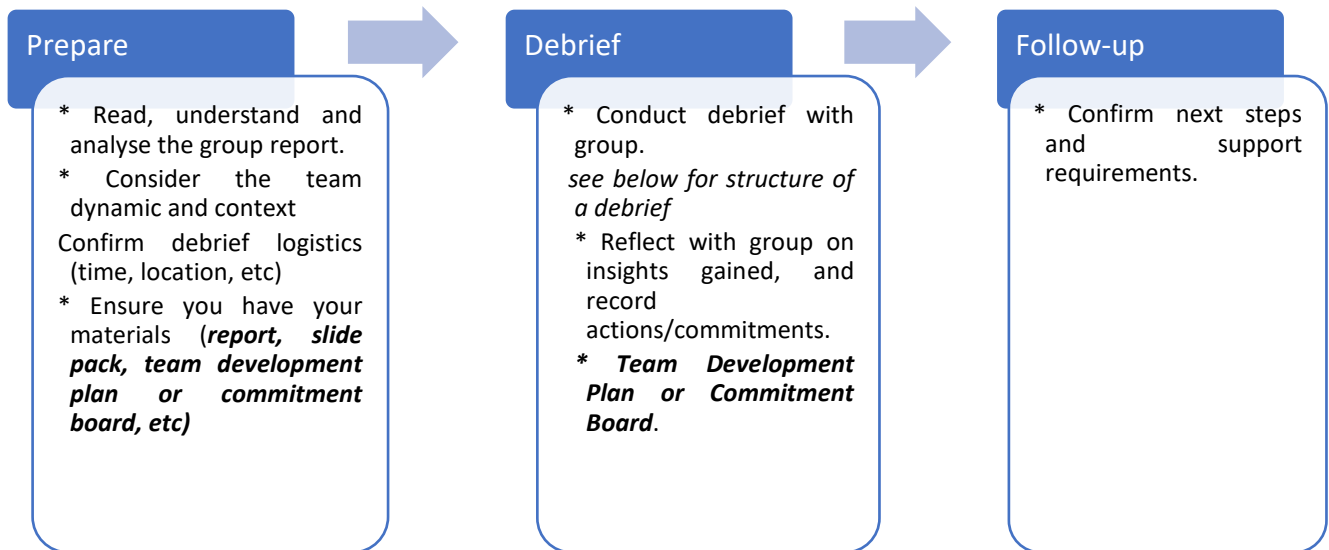 Prepare
* Read, understand and
analyse the group report.
* Consider the team
dynamic and context
Confirm debrief logistics
(time, location, etc)
* Ensure you have your
materials (report, slide
pack, team development
plan or commitment
board, etc)
Debrief
* Conduct debrief with
group.
see below for structure of
a debrief
* Reflect with group on
insights gained, and
record
actions/commitments.
* Team Development
Plan or Commitment
Board.
Follow-up
* Confirm next steps
and support
requirements.